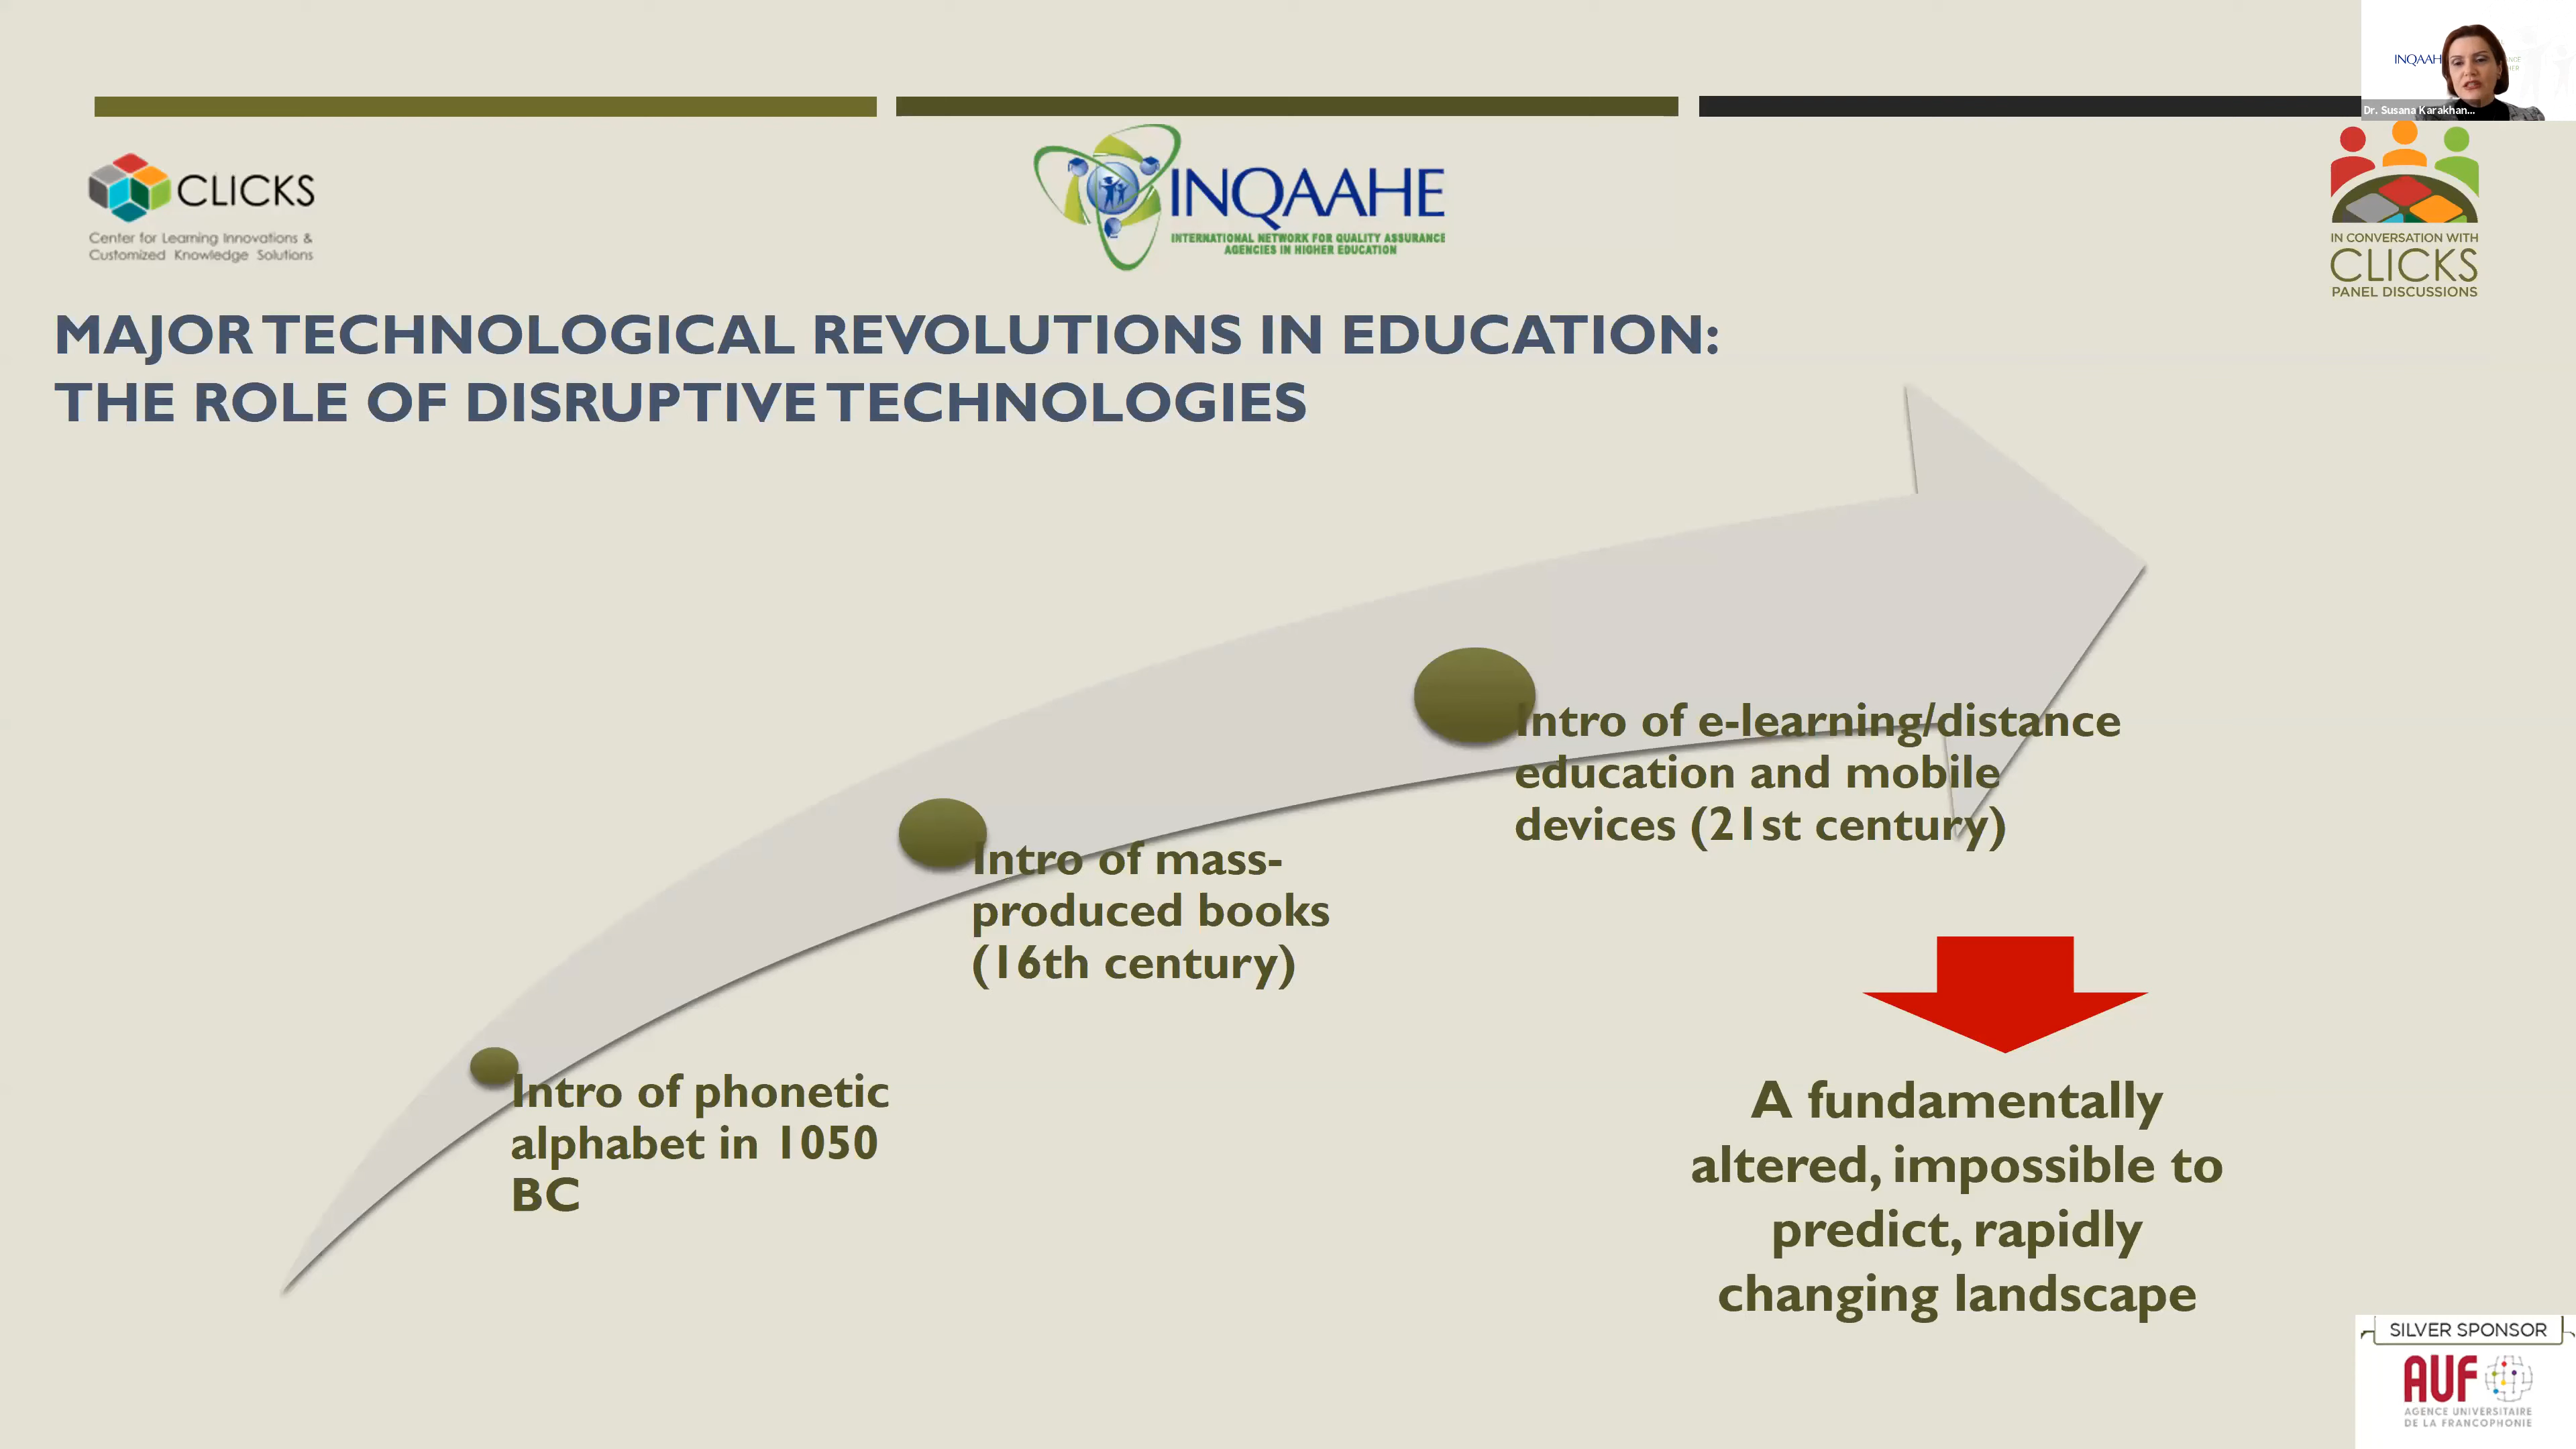 INQAAH
Dr. Susana Karakhan...
CLICKS
Center for Learning Innovations &
Customized Knowledge Solutions
INQAAHE
INTERNATIONAL NETWORK FOR QUALITY ASSURANCE
AGENCIES IN HIGHER EDUCATION
IN CONVERSATION WITH
CLICKS
PANEL DISCUSSIONS
MAJOR TECHNOLOGICAL REVOLUTIONS IN EDUCATION:
THE ROLE OF DISRUPTIVE TECHNOLOGIES
Intro of e-learning/distance
education and mobile
devices (21st century)
Intro of mass-
produced books
(16th century)
Intro of phonetic
alphabet in 1050
BC
A fundamentally
altered, impossible to
predict, rapidly
changing landscape
SILVER SPONSOR
AUF
AGENCE UNIVERSITAIRE
DE LA FRANCOPHONIE